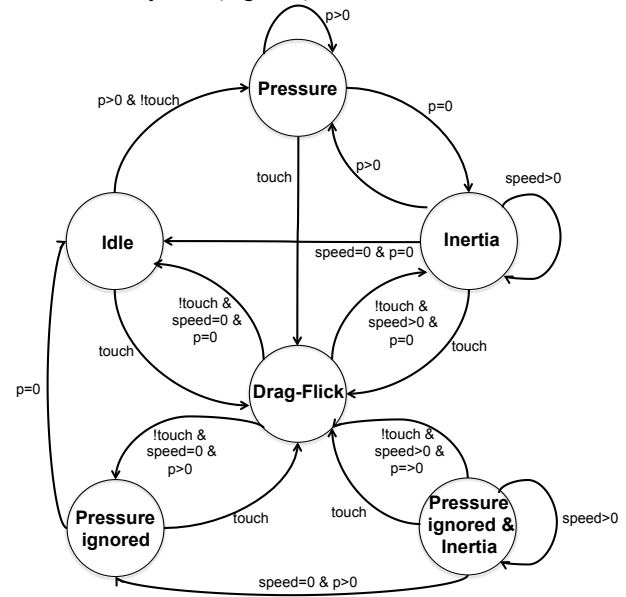 p>0
Pressure
p>0 & !touch
p=0
touch
p>0
speed>0
Idle
Inertia
speed=0 & p=0
!touch &
speed=0 &
p=0
!touch &
speed>0 &
p=0
touch
touch
Drag-Flick
p=0
!touch &
speed=0 &
p>0
!touch &
speed>0 &
p=>0
Pressure
ignored
touch
touch
Pressure
ignored &
Inertia
speed>0
speed=0 & p>0